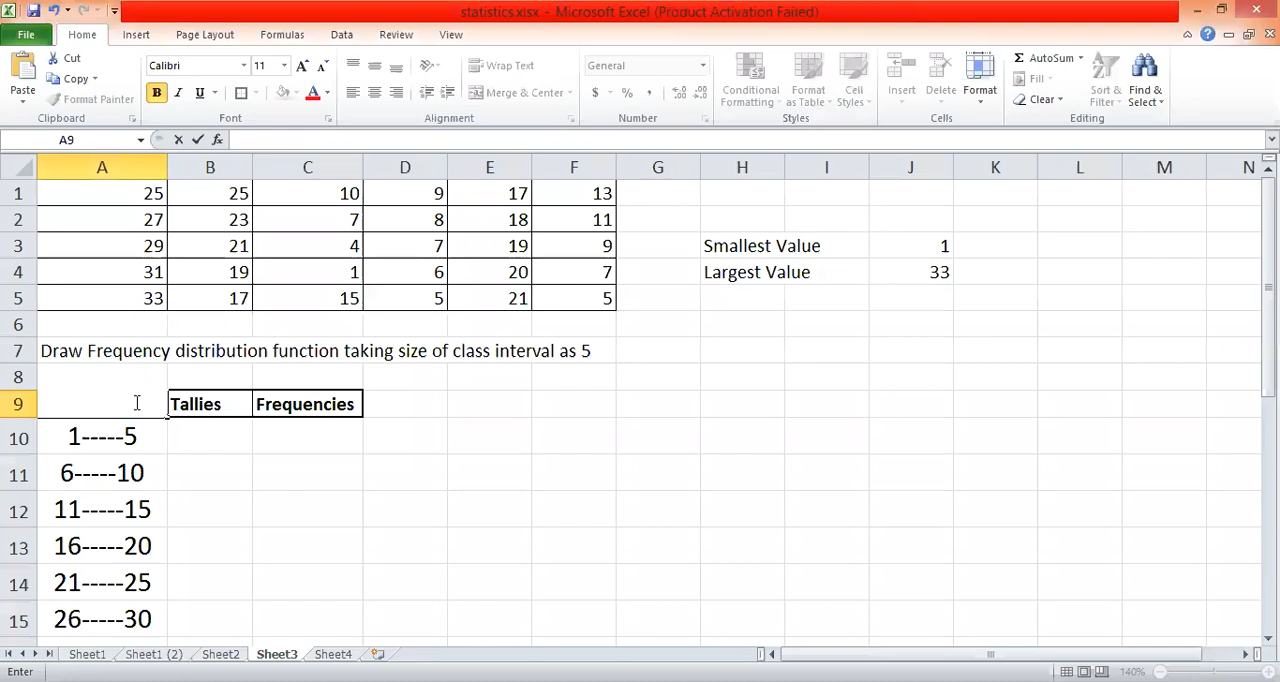 statistics.xlsx - Microsoft Excel (Product Activation Failed)
File Home Insert Page Layout Formulas Data Review View
Paste Cut Copy Format Painter Clipboard
Calibri 11 B I U A Font
Wrap Text Merge & Center Alignment
General $ % , Number
Conditional Formatting Format as Table Cell Styles Styles
Insert Delete Format Cells
Σ AutoSum Fill Clear Sort & Filter Find & Select Editing
A9 fx
A B C D E F G H I J K L M N
1 25 25 10 9 17 13
2 27 23 7 8 18 11
3 29 21 4 7 19 9 Smallest Value 1
4 31 19 1 6 20 7 Largest Value 33
5 33 17 15 5 21 5
6
7 Draw Frequency distribution function taking size of class interval as 5
8
9 Tallies Frequencies
10 1-----5
11 6-----10
12 11-----15
13 16-----20
14 21-----25
15 26-----30
Sheet1 Sheet1 (2) Sheet2 Sheet3 Sheet4
Enter 140%